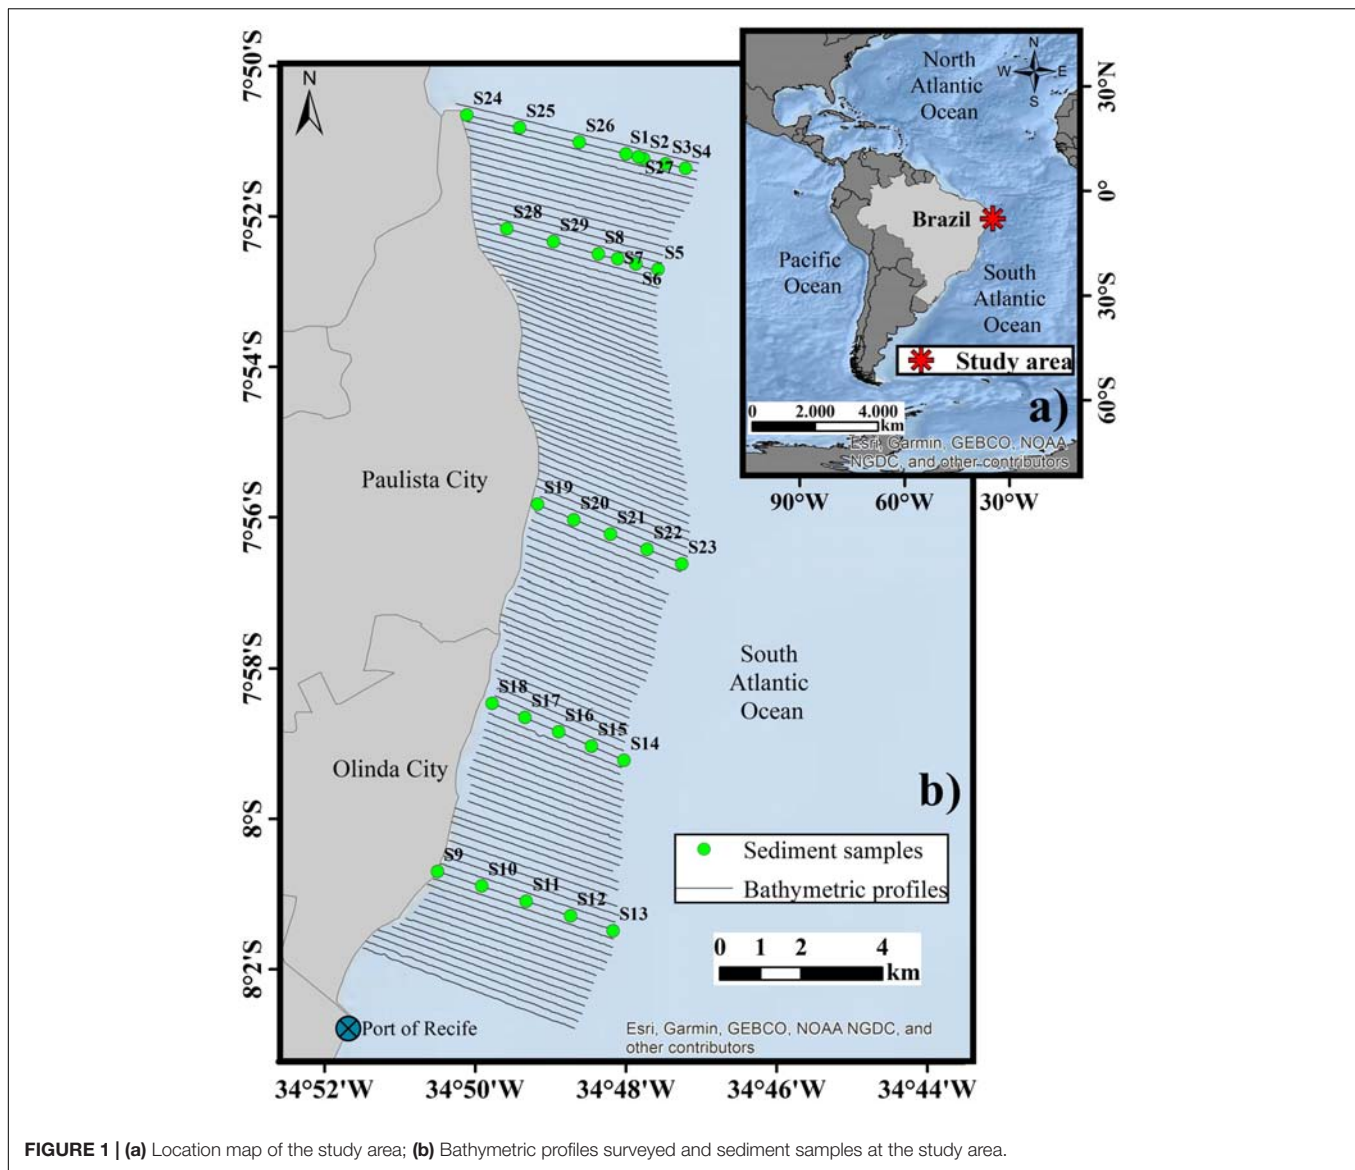 7°50'S
7°52'S
7°54'S
7°56'S
7°58'S
8°S
8°2'S
N
S24
S25
S26
S1
S2
S3
S4
S27
S28
S29
S8
S5
S7
S6
Paulista City
S19
S20
S21
S22
S23
South
Atlantic
Ocean
S18
S17
S16
S15
S14
Olinda City
b)
S9
S10
S11
S12
S13
Sediment samples
Bathymetric profiles
0 1 2 4
km
Port of Recife
Esri, Garmin, GEBCO, NOAA NGDC, and
other contributors
34°52'W 34°50'W 34°48'W 34°46'W 34°44'W
North
Atlantic
Ocean
N
W E
S
30°N
0°
30°S
60°S
Brazil
Pacific
Ocean
South
Atlantic
Ocean
Study area
a)
0 2.000 4.000
km
Esri, Garmin, GEBCO, NOAA
NGDC, and other contributors
90°W 60°W 30°W
FIGURE 1 | (a) Location map of the study area; (b) Bathymetric profiles surveyed and sediment samples at the study area.